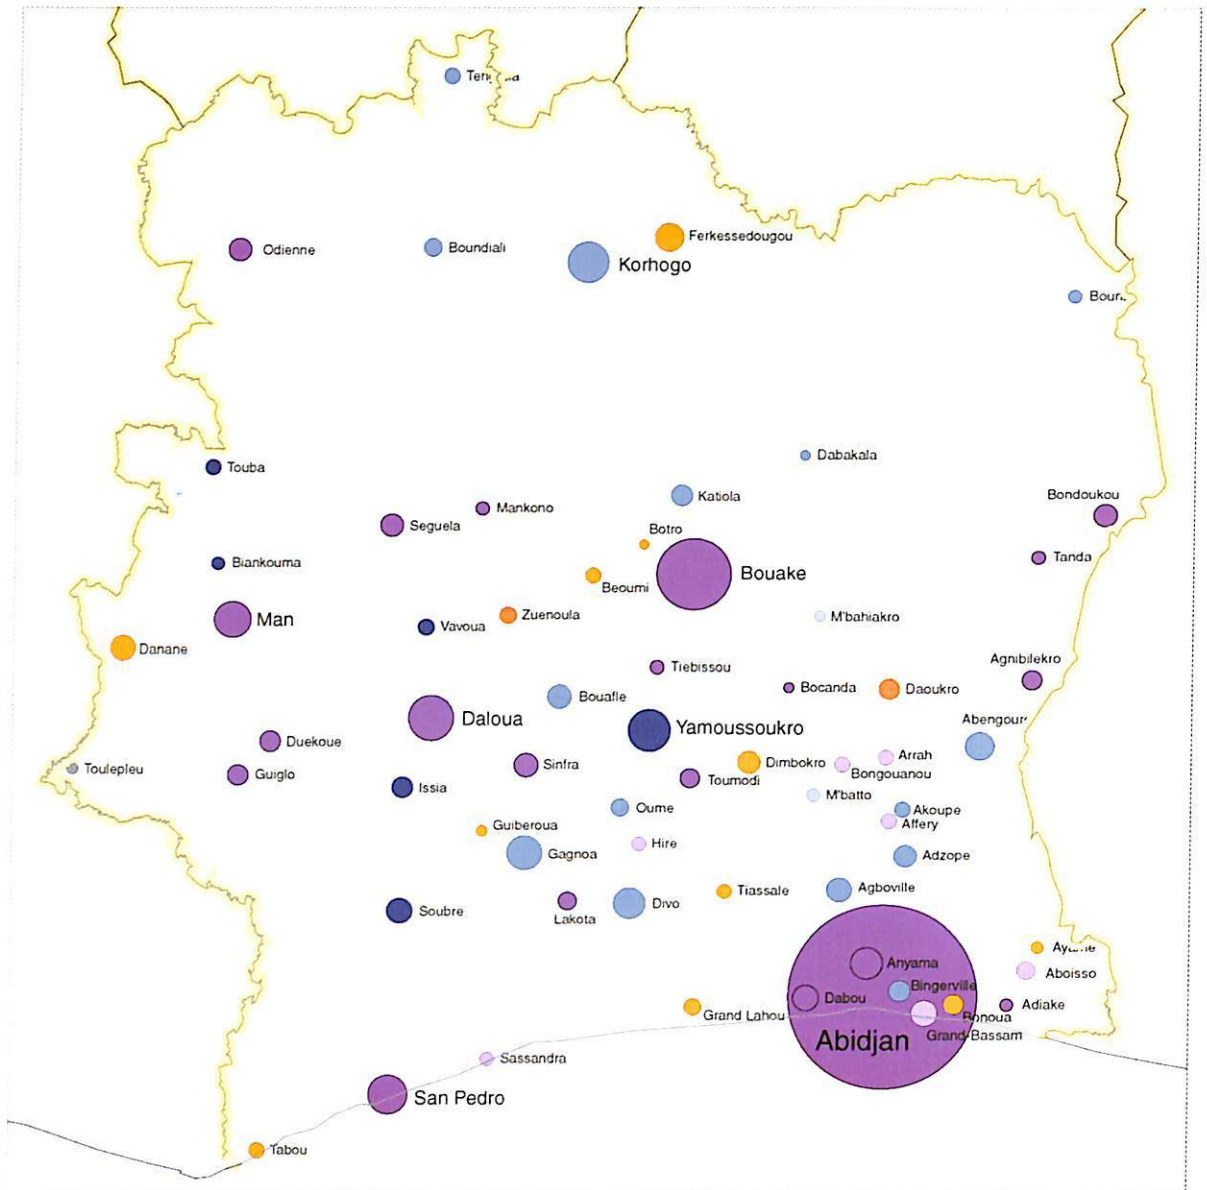 Odienne
Boundiali
Ferkessedougou
Korhogo
Touba
Dabakala
Katiola
Bondoukou
Mankono
Seguela
Botro
Tanda
Biankouma
Bouake
Beoumi
Man
Zuenoula
M'bahiakro
Vavoua
Danane
Agnibilekro
Tiebissou
Bocanda
Daoukro
Bouafle
Daloua
Yamoussoukro
Duekoue
Arrah
Dimbokro
Sinfra
Toulepleu
Bongouanou
Guiglo
Toumodi
Issia
M'batto
Oume
Akoupe
Affery
Guiberoua
Hire
Gagnoa
Adzope
Agboville
Tiassale
Divo
Soubre
Lakota
Anyama
Aboisso
Bingerville
Dabou
Adiake
Grand Lahou
Bonoua
Grand-Bassam
Abidjan
Sassandra
San Pedro
Tabou